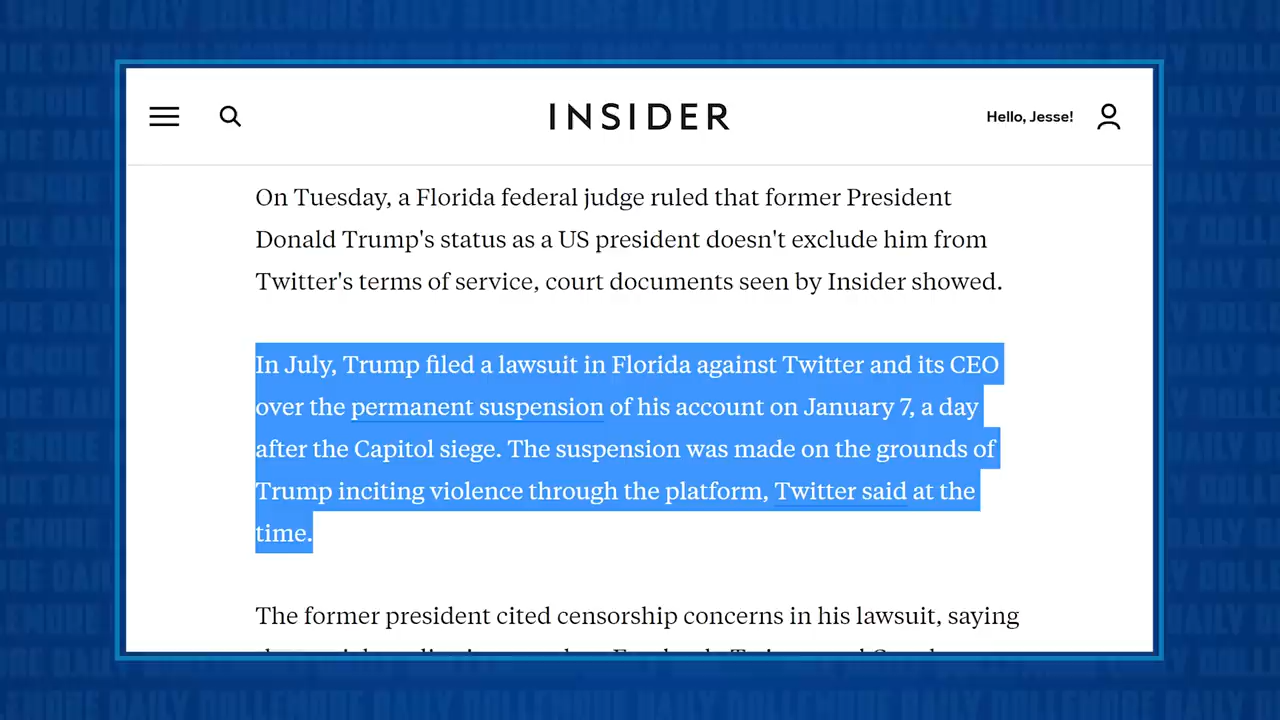 INSIDER
Hello, Jesse!
On Tuesday, a Florida federal judge ruled that former President
Donald Trump's status as a US president doesn't exclude him from
Twitter's terms of service, court documents seen by Insider showed.
In July, Trump filed a lawsuit in Florida against Twitter and its CEO
over the permanent suspension of his account on January 7, a day
after the Capitol siege. The suspension was made on the grounds of
Trump inciting violence through the platform, Twitter said at the
time.
The former president cited censorship concerns in his lawsuit, saying